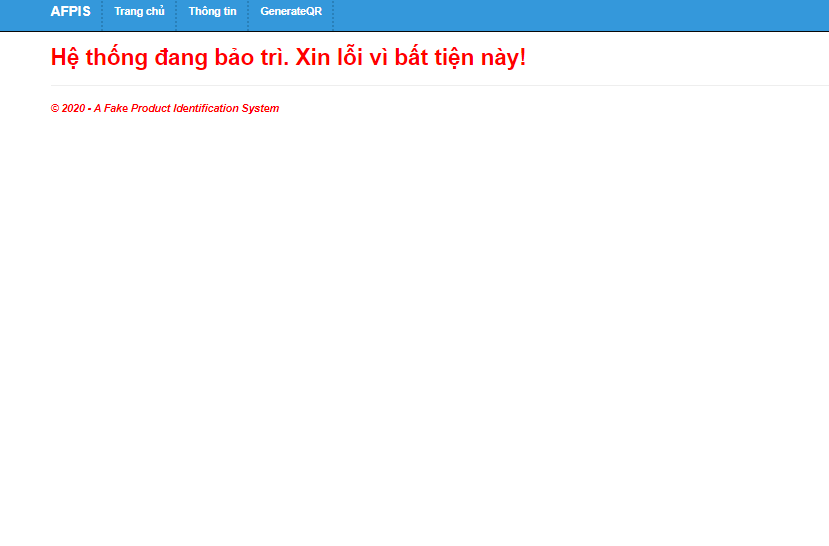 AFPIS Trang chủ Thông tin GenerateQR
Hệ thống đang bảo trì. Xin lỗi vì bất tiện này!
© 2020 - A Fake Product Identification System